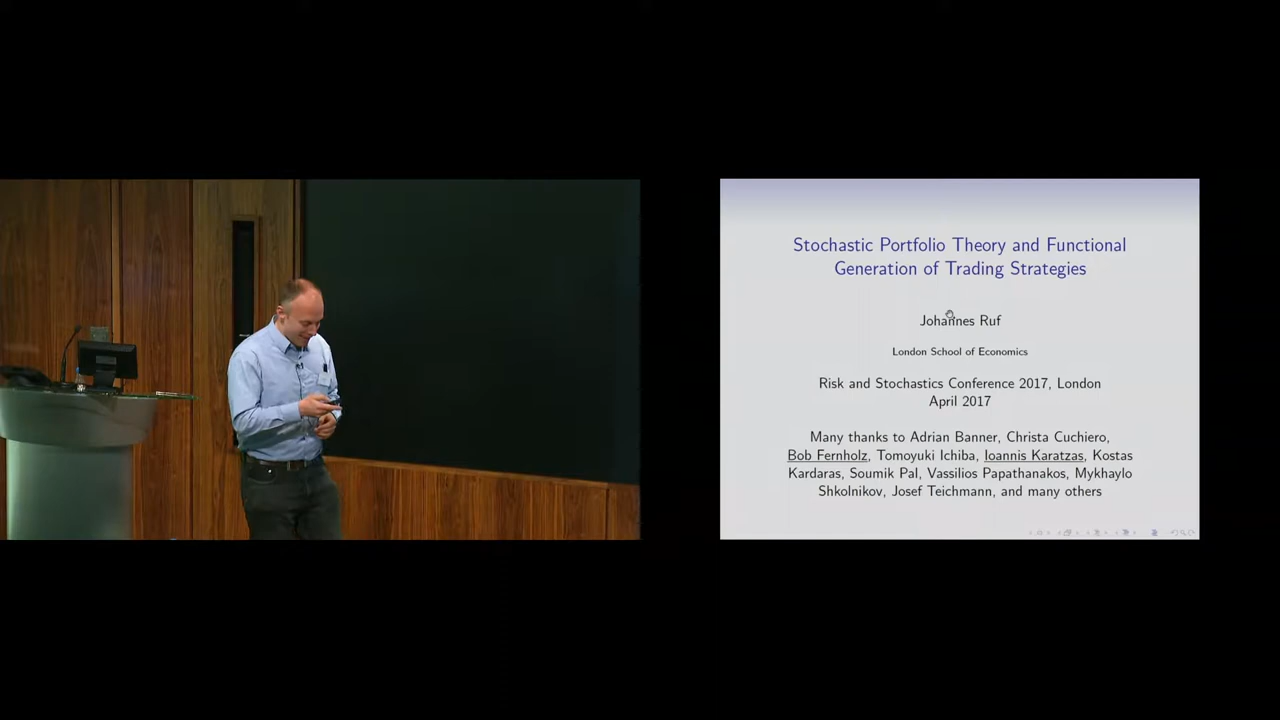 Stochastic Portfolio Theory and Functional
Generation of Trading Strategies
Johannes Ruf
London School of Economics
Risk and Stochastics Conference 2017, London
April 2017
Many thanks to Adrian Banner, Christa Cuchiero,
Bob Fernholz, Tomoyuki Ichiba, Ioannis Karatzas, Kostas
Kardaras, Soumik Pal, Vassilios Papathanakos, Mykhaylo
Shkolnikov, Josef Teichmann, and many others